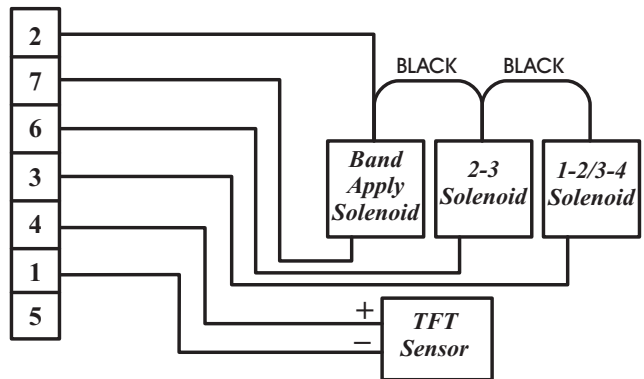 2
7
6
3
4
1
5
BLACK
BLACK
Band
Apply
Solenoid
2-3
Solenoid
1-2/3-4
Solenoid
+
−
TFT
Sensor